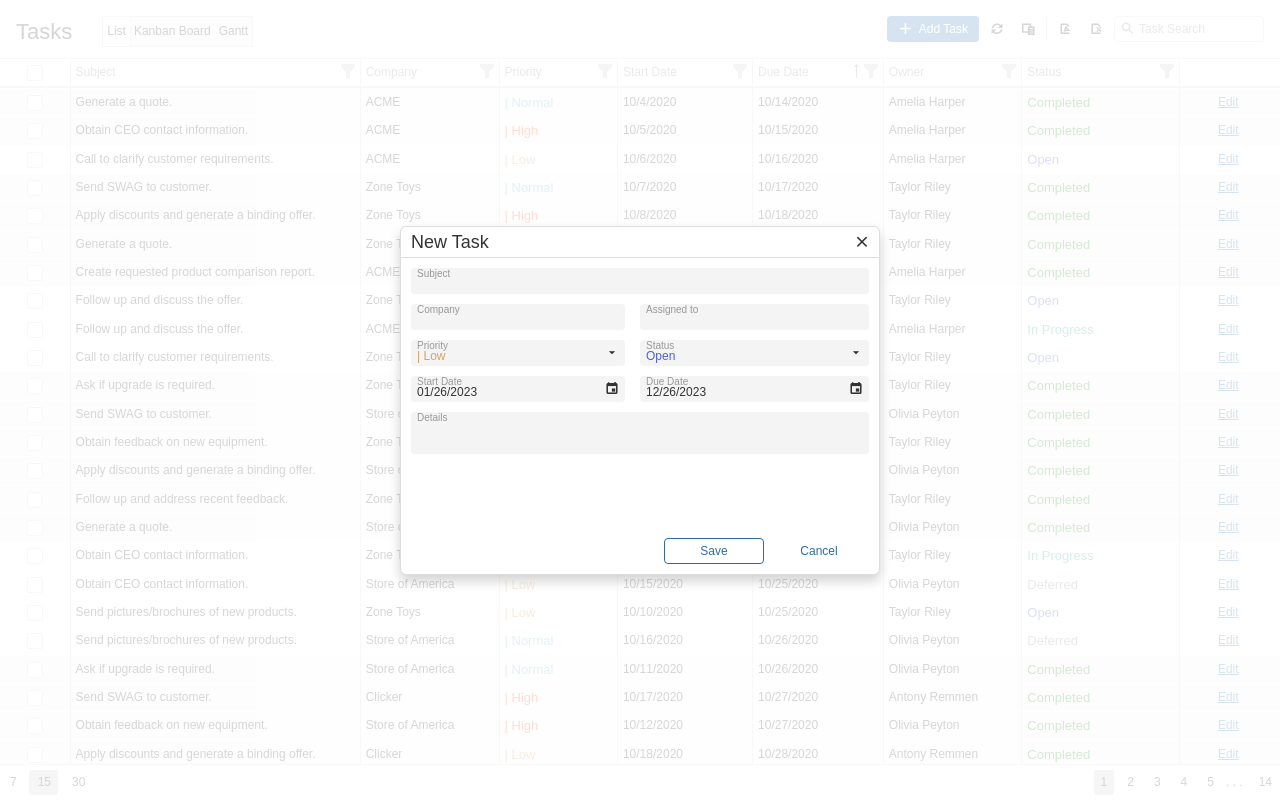 Tasks List Kanban Board Gantt Add Task Task Search
Subject Company Priority Start Date Due Date Owner Status
Generate a quote. ACME | Normal 10/4/2020 10/14/2020 Amelia Harper Completed Edit
Obtain CEO contact information. ACME | High 10/5/2020 10/15/2020 Amelia Harper Completed Edit
Call to clarify customer requirements. ACME | Low 10/6/2020 10/16/2020 Amelia Harper Open Edit
Send SWAG to customer. Zone Toys | Normal 10/7/2020 10/17/2020 Taylor Riley Completed Edit
Apply discounts and generate a binding offer. Zone Toys | High 10/8/2020 10/18/2020 Taylor Riley Completed Edit
Generate a quote. Zone T Taylor Riley Completed Edit
Create requested product comparison report. ACME Amelia Harper Completed Edit
Follow up and discuss the offer. Zone T Taylor Riley Open Edit
Follow up and discuss the offer. ACME Amelia Harper In Progress Edit
Call to clarify customer requirements. Zone T Taylor Riley Open Edit
Ask if upgrade is required. Zone T Taylor Riley Completed Edit
Send SWAG to customer. Store o Olivia Peyton Completed Edit
Obtain feedback on new equipment. Zone T Taylor Riley Completed Edit
Apply discounts and generate a binding offer. Store o Olivia Peyton Completed Edit
Follow up and address recent feedback. Zone T Taylor Riley Completed Edit
Generate a quote. Store o Olivia Peyton Completed Edit
Obtain CEO contact information. Zone T Taylor Riley In Progress Edit
Obtain CEO contact information. Store of America | Low 10/15/2020 10/25/2020 Olivia Peyton Deferred Edit
Send pictures/brochures of new products. Zone Toys | Low 10/10/2020 10/25/2020 Taylor Riley Open Edit
Send pictures/brochures of new products. Store of America | Normal 10/16/2020 10/26/2020 Olivia Peyton Deferred Edit
Ask if upgrade is required. Store of America | Normal 10/11/2020 10/26/2020 Olivia Peyton Completed Edit
Send SWAG to customer. Clicker | High 10/17/2020 10/27/2020 Antony Remmen Completed Edit
Obtain feedback on new equipment. Store of America | High 10/12/2020 10/27/2020 Olivia Peyton Completed Edit
Apply discounts and generate a binding offer. Clicker | Low 10/18/2020 10/28/2020 Antony Remmen Completed Edit
7 15 30 1 2 3 4 5 . . . 14
New Task
Subject
Company Assigned to
Priority Status
| Low Open
Start Date Due Date
01/26/2023 12/26/2023
Details
Save Cancel